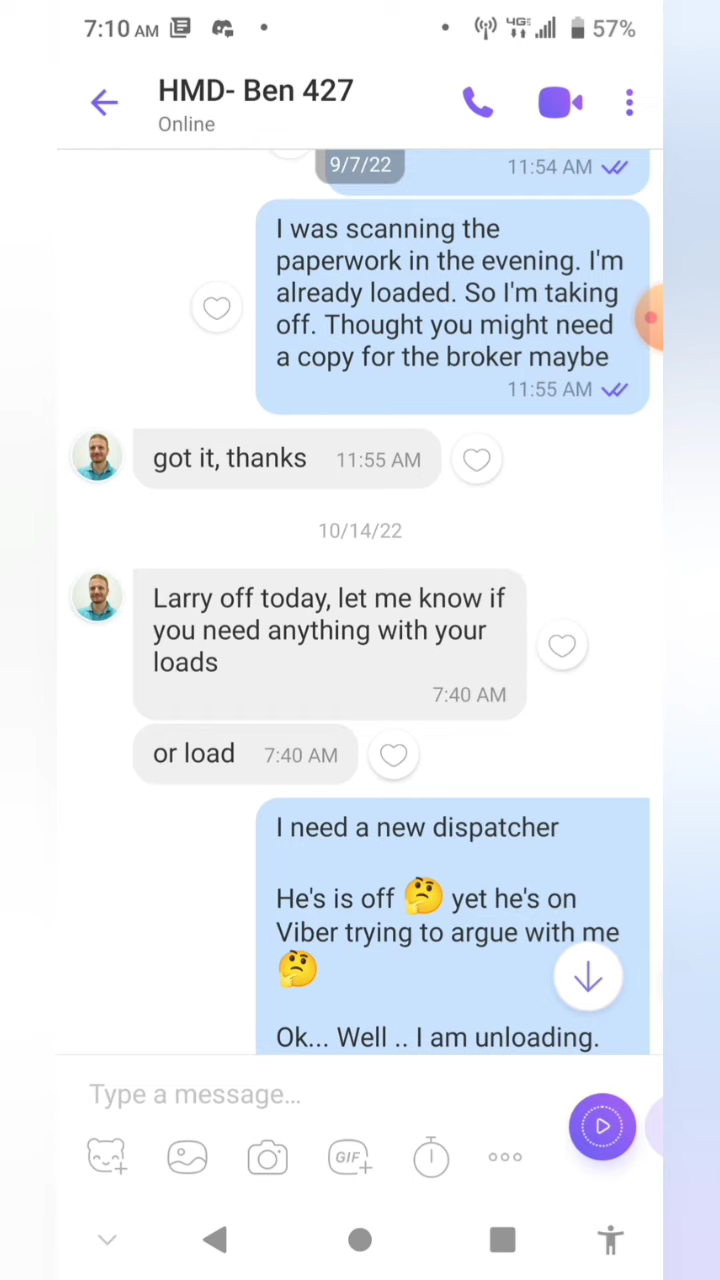 7:10 AM 4G 57%
HMD- Ben 427
Online
9/7/22
11:54 AM
I was scanning the
paperwork in the evening. I'm
already loaded. So I'm taking
off. Thought you might need
a copy for the broker maybe
11:55 AM
got it, thanks 11:55 AM
10/14/22
Larry off today, let me know if
you need anything with your
loads
7:40 AM
or load 7:40 AM
I need a new dispatcher
He's is off 🤔 yet he's on
Viber trying to argue with me
🤔
Ok... Well .. I am unloading.
Type a message...
GIF